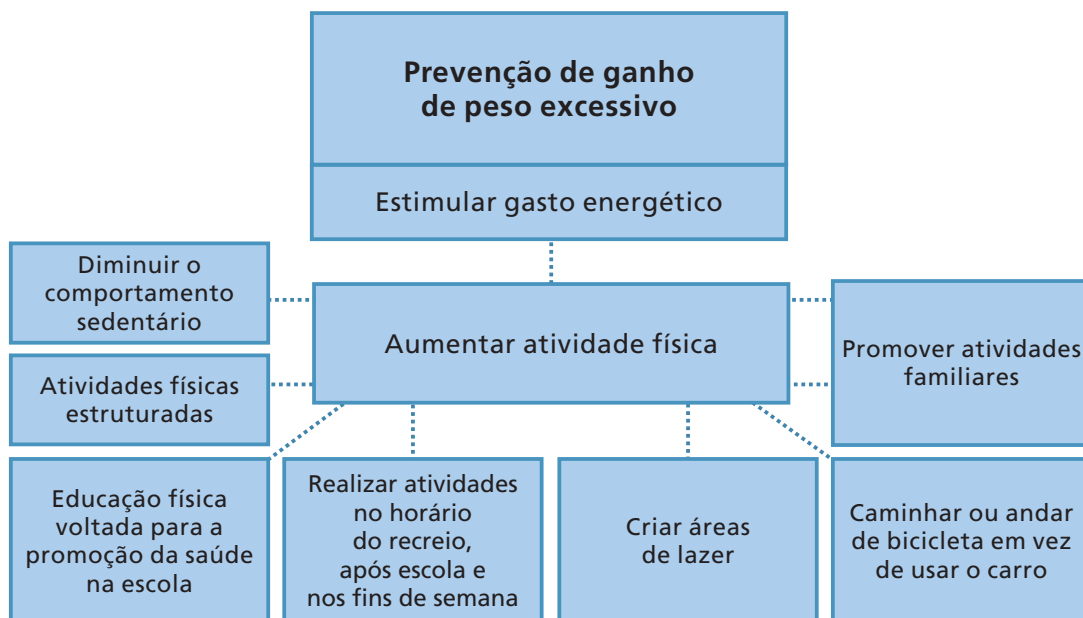 Prevenção de ganho
de peso excessivo
Estimular gasto energético
Diminuir o
comportamento
sedentário
Aumentar atividade física
Promover atividades
familiares
Atividades físicas
estruturadas
Educação física
voltada para a
promoção da saúde
na escola
Realizar atividades
no horário
do recreio,
após escola e
nos fins de semana
Criar áreas
de lazer
Caminhar ou andar
de bicicleta em vez
de usar o carro